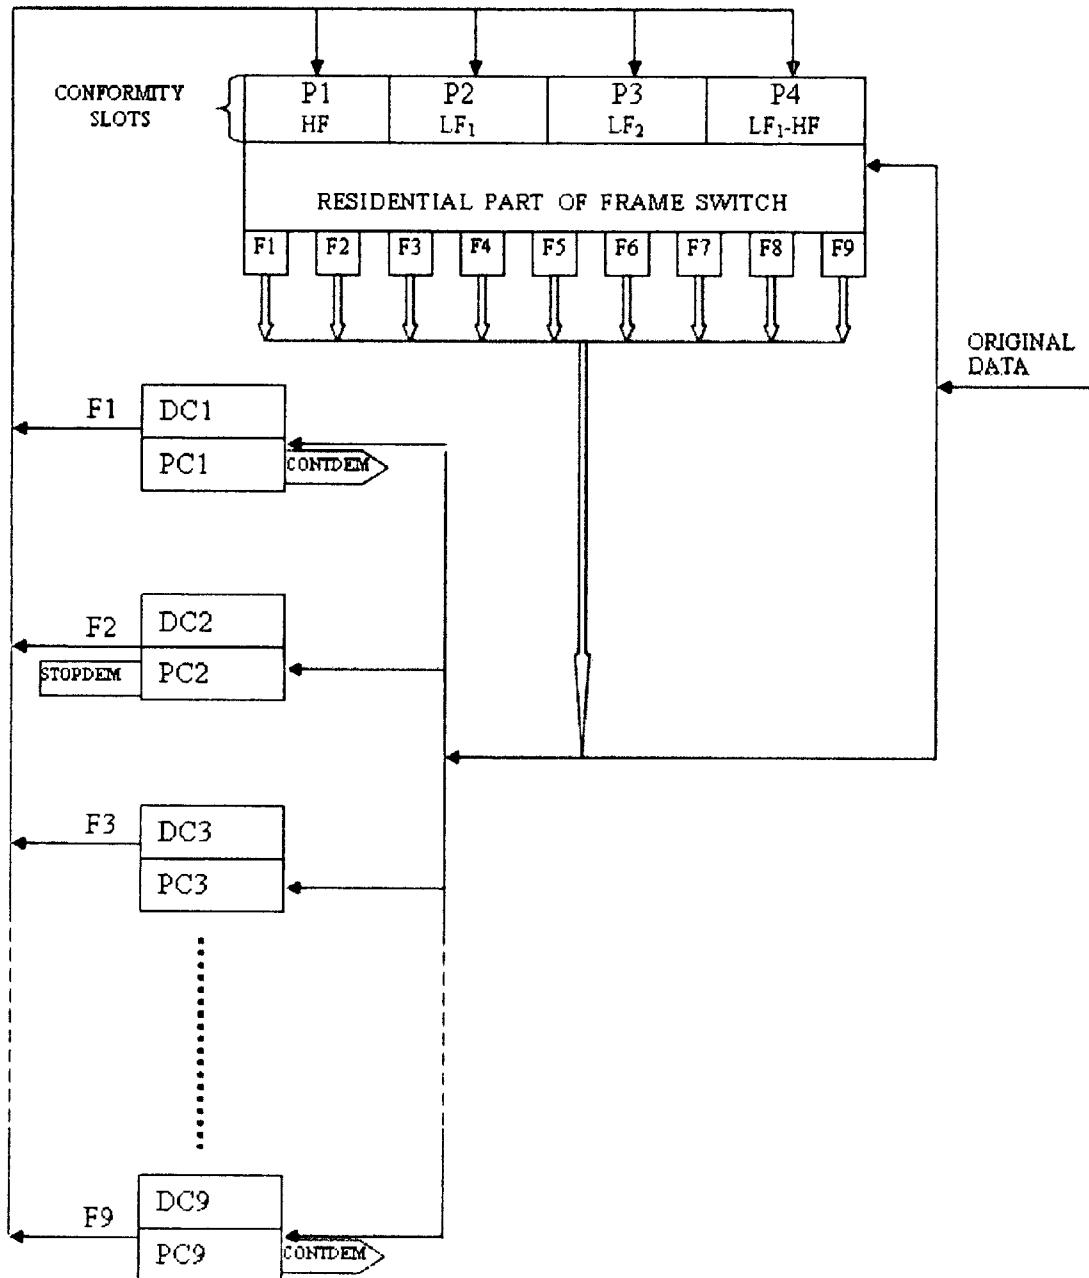 CONFORMITY
SLOTS
P1 P2 P3 P4
HF LF₁ LF₂ LF₁-HF
RESIDENTIAL PART OF FRAME SWITCH
F1 F2 F3 F4 F5 F6 F7 F8 F9
ORIGINAL
DATA
F1 DC1
PC1 CONTDEM
F2 DC2
STOPDEM PC2
F3 DC3
PC3
F9 DC9
PC9 CONTDEM